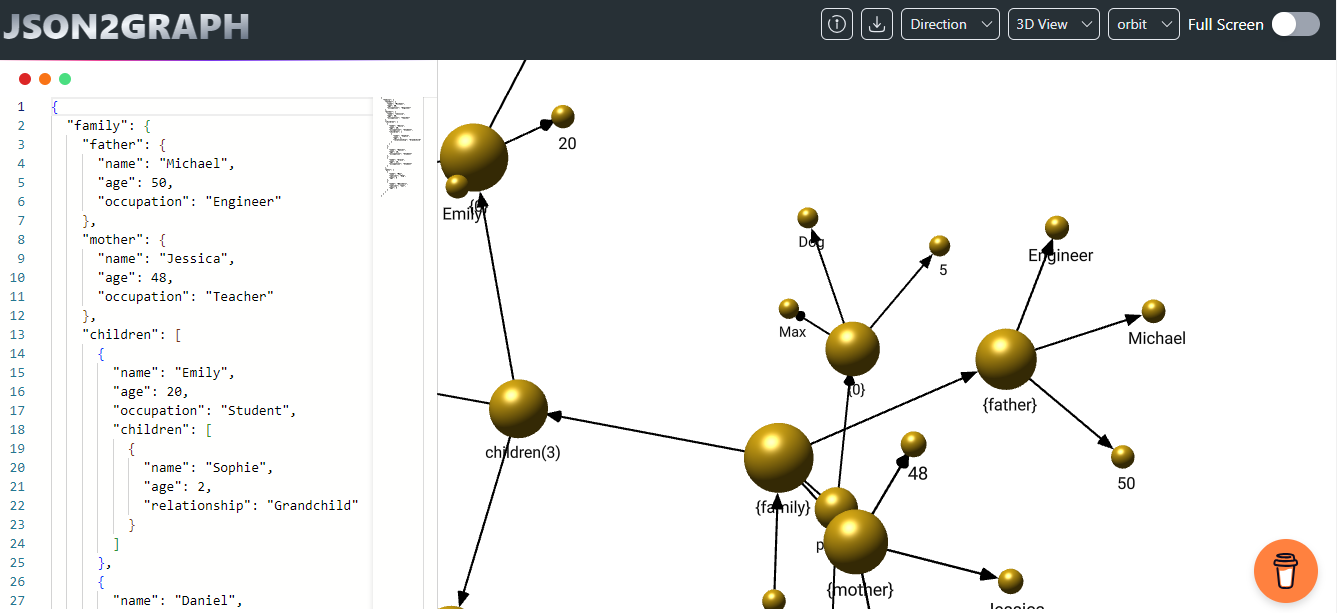 JSON2GRAPH
Direction
3D View
orbit
Full Screen
1 {
2 "family": {
3 "father": {
4 "name": "Michael",
5 "age": 50,
6 "occupation": "Engineer"
7 },
8 "mother": {
9 "name": "Jessica",
10 "age": 48,
11 "occupation": "Teacher"
12 },
13 "children": [
14 {
15 "name": "Emily",
16 "age": 20,
17 "occupation": "Student",
18 "children": [
19 {
20 "name": "Sophie",
21 "age": 2,
22 "relationship": "Grandchild"
23 }
24 ]
25 },
26 {
27 "name": "Daniel",
20
Emily
{0}
Dog
5
Engineer
Max
Michael
{0}
{father}
children(3)
48
50
{family}
p
{mother}
Jessica